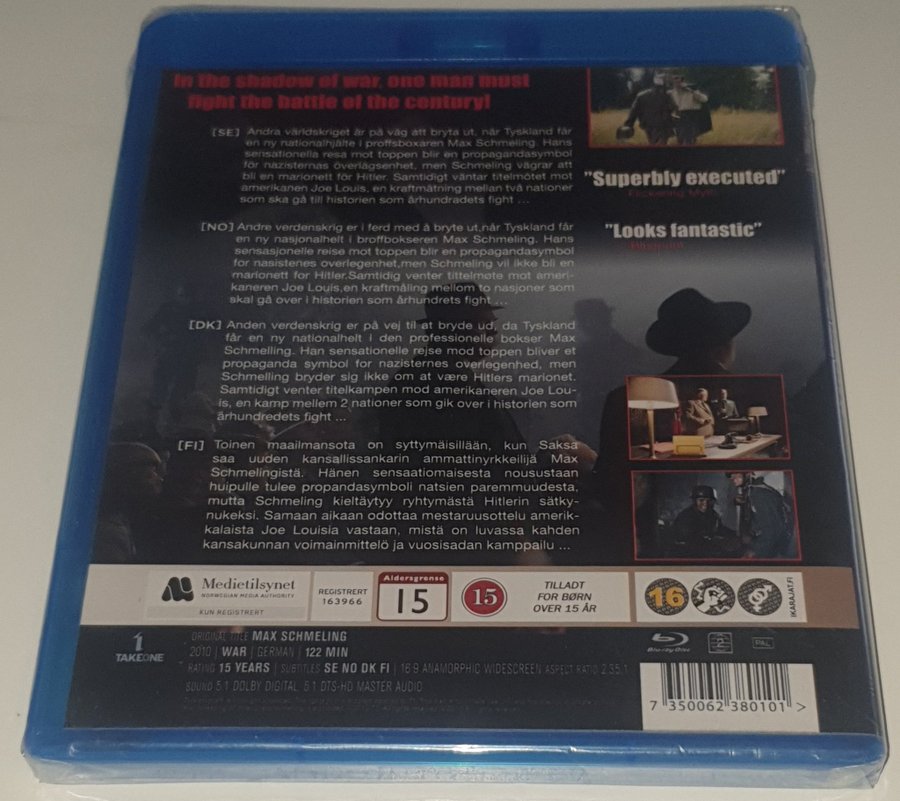 In the shadow of war, one man must
fight the battle of the century!
[SE] Andra världskriget är på väg att bryta ut, när Tyskland får
en ny nationalhjälte i proffsboxaren Max Schmeling. Hans
sensationella resa mot toppen blir en propagandasymbol
för nazisternas överlägsenhet, men Schmeling vägrar att
bli en marionett för Hitler. Samtidigt väntar titelmötet mot
amerikanen Joe Louis, en kraftmätning mellan två nationer
som ska gå till historien som århundradets fight ...
"Superbly executed"
Flickering Myth
"Looks fantastic"
[NO] Andre verdenskrig er i ferd med å bryte ut,når Tyskland får
en ny nasjonalhelt i broffbokseren Max Schmeling. Hans
sensasjonelle reise mot toppen blir en propagandasymbol
for nasistenes overlegenhet,men Schmeling vil ikke bli en
marionett for Hitler.Samtidig venter tittelmøte mot ameri-
kaneren Joe Louis,en kraftmåling mellom to nasjoner som
skal gå over i historien som århundrets fight ...
[DK] Anden verdenskrig er på vej til at bryde ud, da Tyskland
får en ny nationalhelt i den professionelle bokser Max
Schmelling. Han sensationelle rejse mod toppen bliver et
propaganda symbol for nazisternes overlegenhed, men
Schmelling bryder sig ikke om at være Hitlers marionet.
Samtidigt venter titelkampen mod amerikaneren Joe Lou-
is, en kamp mellem 2 nationer som gik over i historien som
århundredets fight ...
[FI] Toinen maailmansota on syttymäisillään, kun Saksa
saa uuden kansallissankarin ammattinyrkkeilijä Max
Schmelingistä. Hänen sensaatiomaisesta nousustaan
huipulle tulee propandasymboli natsien paremmuudesta,
mutta Schmeling kieltäytyy ryhtymästä Hitlerin sätky-
nukeksi. Samaan aikaan odottaa mestaruusottelu amerik-
kalaista Joe Louisia vastaan, mistä on luvassa kahden
kansakunnan voimainmittelö ja vuosisadan kamppailu ...
Medietilsynet
NORWEGIAN MEDIA AUTHORITY
KUN REGISTRERT
REGISTRERT
163966
Aldersgrense
15
15
TILLADT
FOR BØRN
OVER 15 ÅR
16
IKARAJAT.FI
1
TAKEONE
ORIGINAL TITLE MAX SCHMELING
2010 | WAR | GERMAN | 122 MIN
RATING 15 YEARS | SUBTITLES SE NO DK FI | 16:9 ANAMORPHIC WIDESCREEN ASPECT RATIO 2.35:1
SOUND 5.1 DOLBY DIGITAL, 5.1 DTS-HD MASTER AUDIO
Blu-ray Disc
2
PAL
7 350062 380101 >